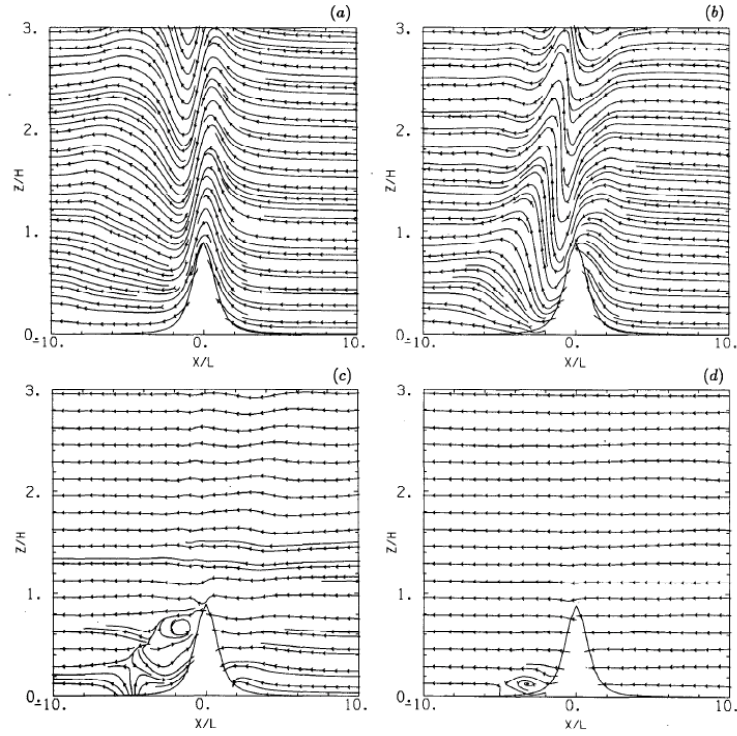 (a) (b)
3. 3.
2. 2.
Z/H Z/H
1. 1.
0. 0.
-10. 0. 10. -10. 0. 10.
X/L X/L
(c) (d)
3. 3.
2. 2.
Z/H Z/H
1. 1.
0. 0.
-10. 0. 10. -10. 0. 10.
X/L X/L